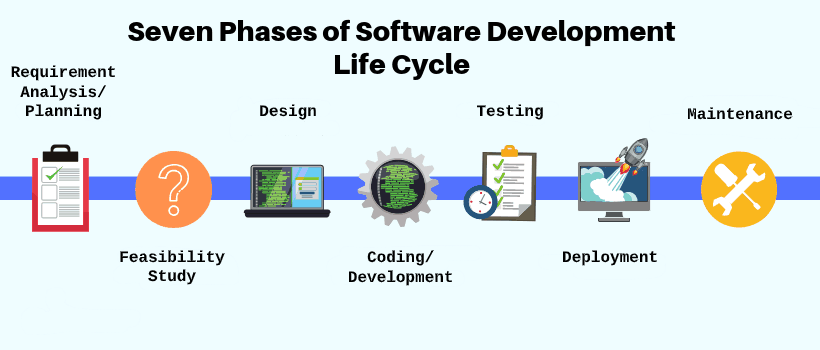 Seven Phases of Software Development
Life Cycle
Requirement
Analysis/
Planning
Feasibility
Study
Design
Coding/
Development
Testing
Deployment
Maintenance